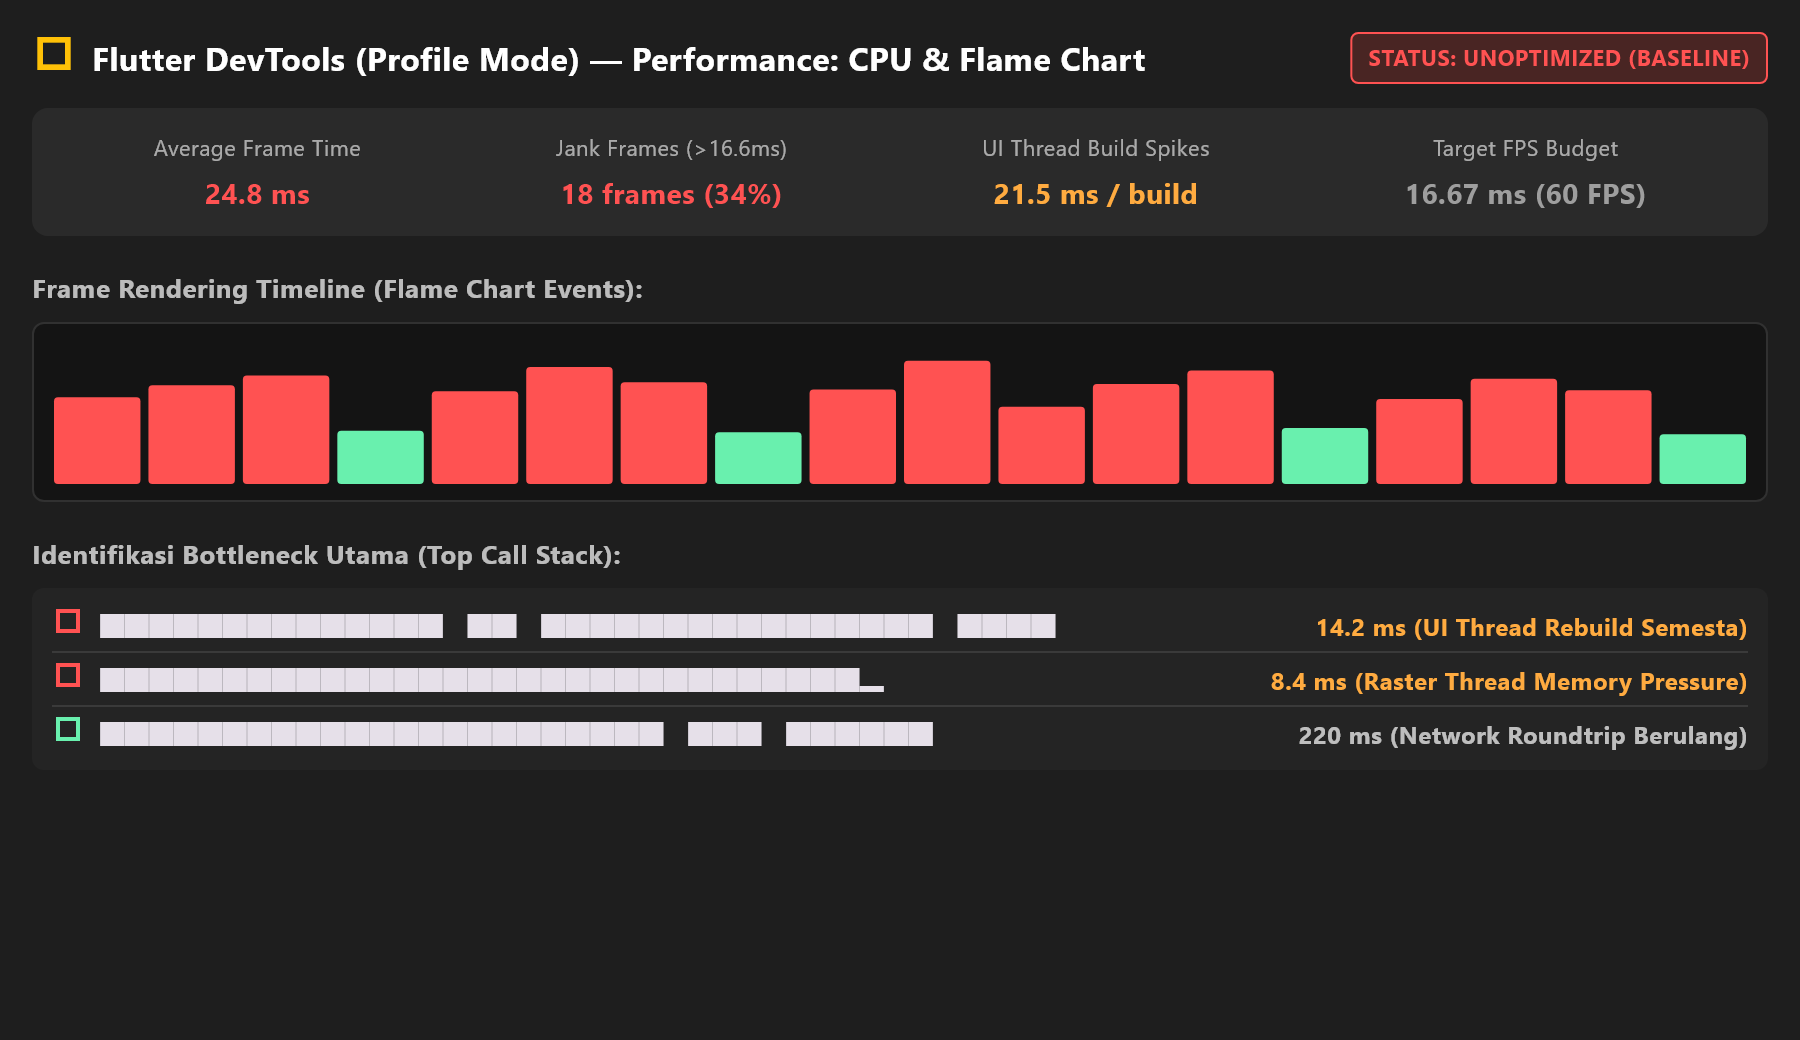 Flutter DevTools (Profile Mode) — Performance: CPU & Flame Chart
STATUS: UNOPTIMIZED (BASELINE)
Average Frame Time
Jank Frames (>16.6ms)
UI Thread Build Spikes
Target FPS Budget
24.8 ms
18 frames (34%)
21.5 ms / build
16.67 ms (60 FPS)
Frame Rendering Timeline (Flame Chart Events):
Identifikasi Bottleneck Utama (Top Call Stack):
14.2 ms (UI Thread Rebuild Semesta)
8.4 ms (Raster Thread Memory Pressure)
220 ms (Network Roundtrip Berulang)